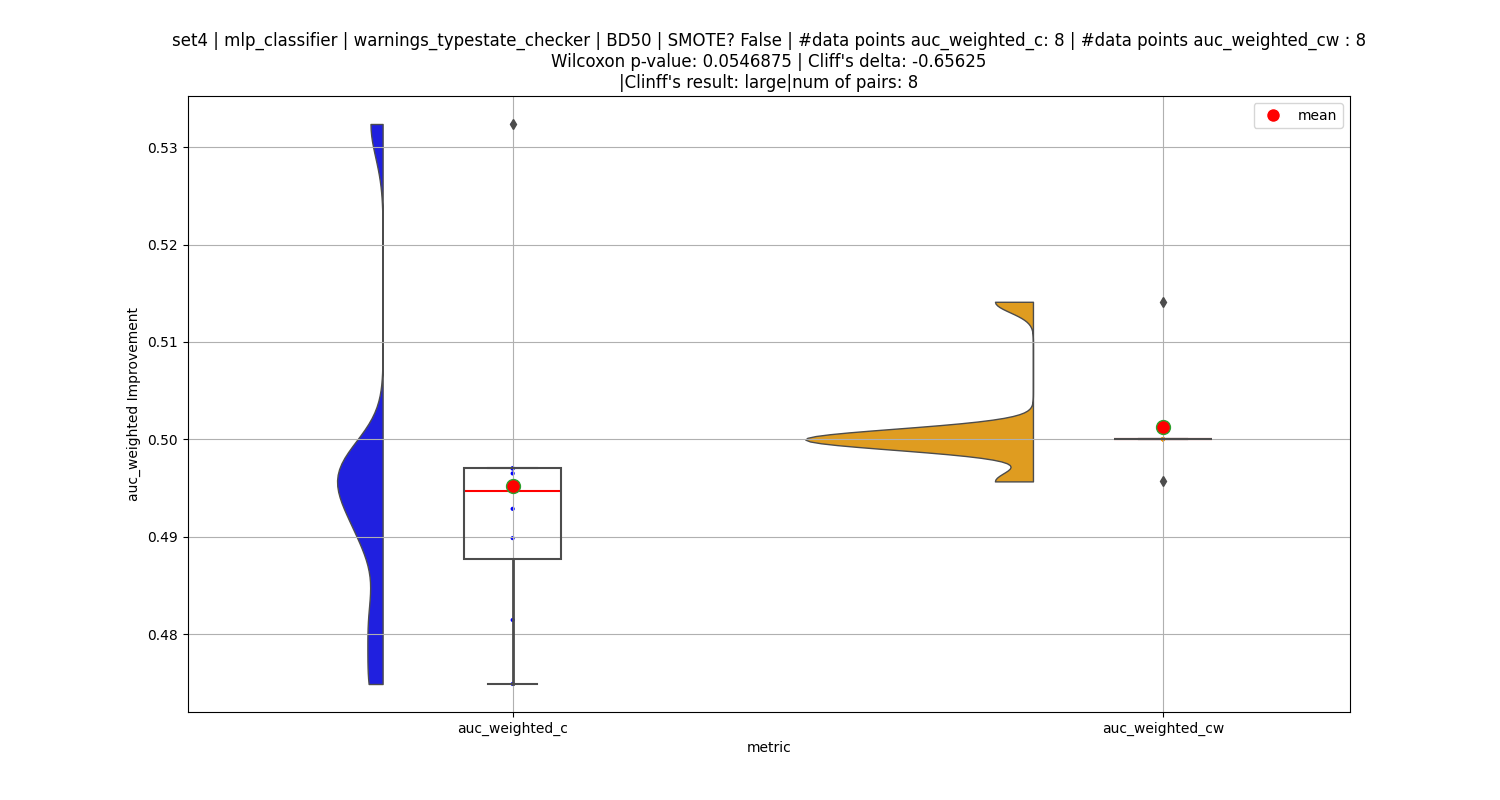 set4 | mlp_classifier | warnings_typestate_checker | BD50 | SMOTE? False | #data points auc_weighted_c: 8 | #data points auc_weighted_cw : 8
Wilcoxon p-value: 0.0546875 | Cliff's delta: -0.65625
|Clinff's result: large|num of pairs: 8
mean
0.53
0.52
0.51
0.50
0.49
0.48
auc_weighted Improvement
auc_weighted_c
auc_weighted_cw
metric